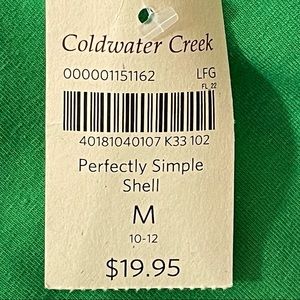 Coldwater Creek
000001151162 LFG
FL 22
40181040107 K33 102
Perfectly Simple
Shell
M
10-12
$19.95